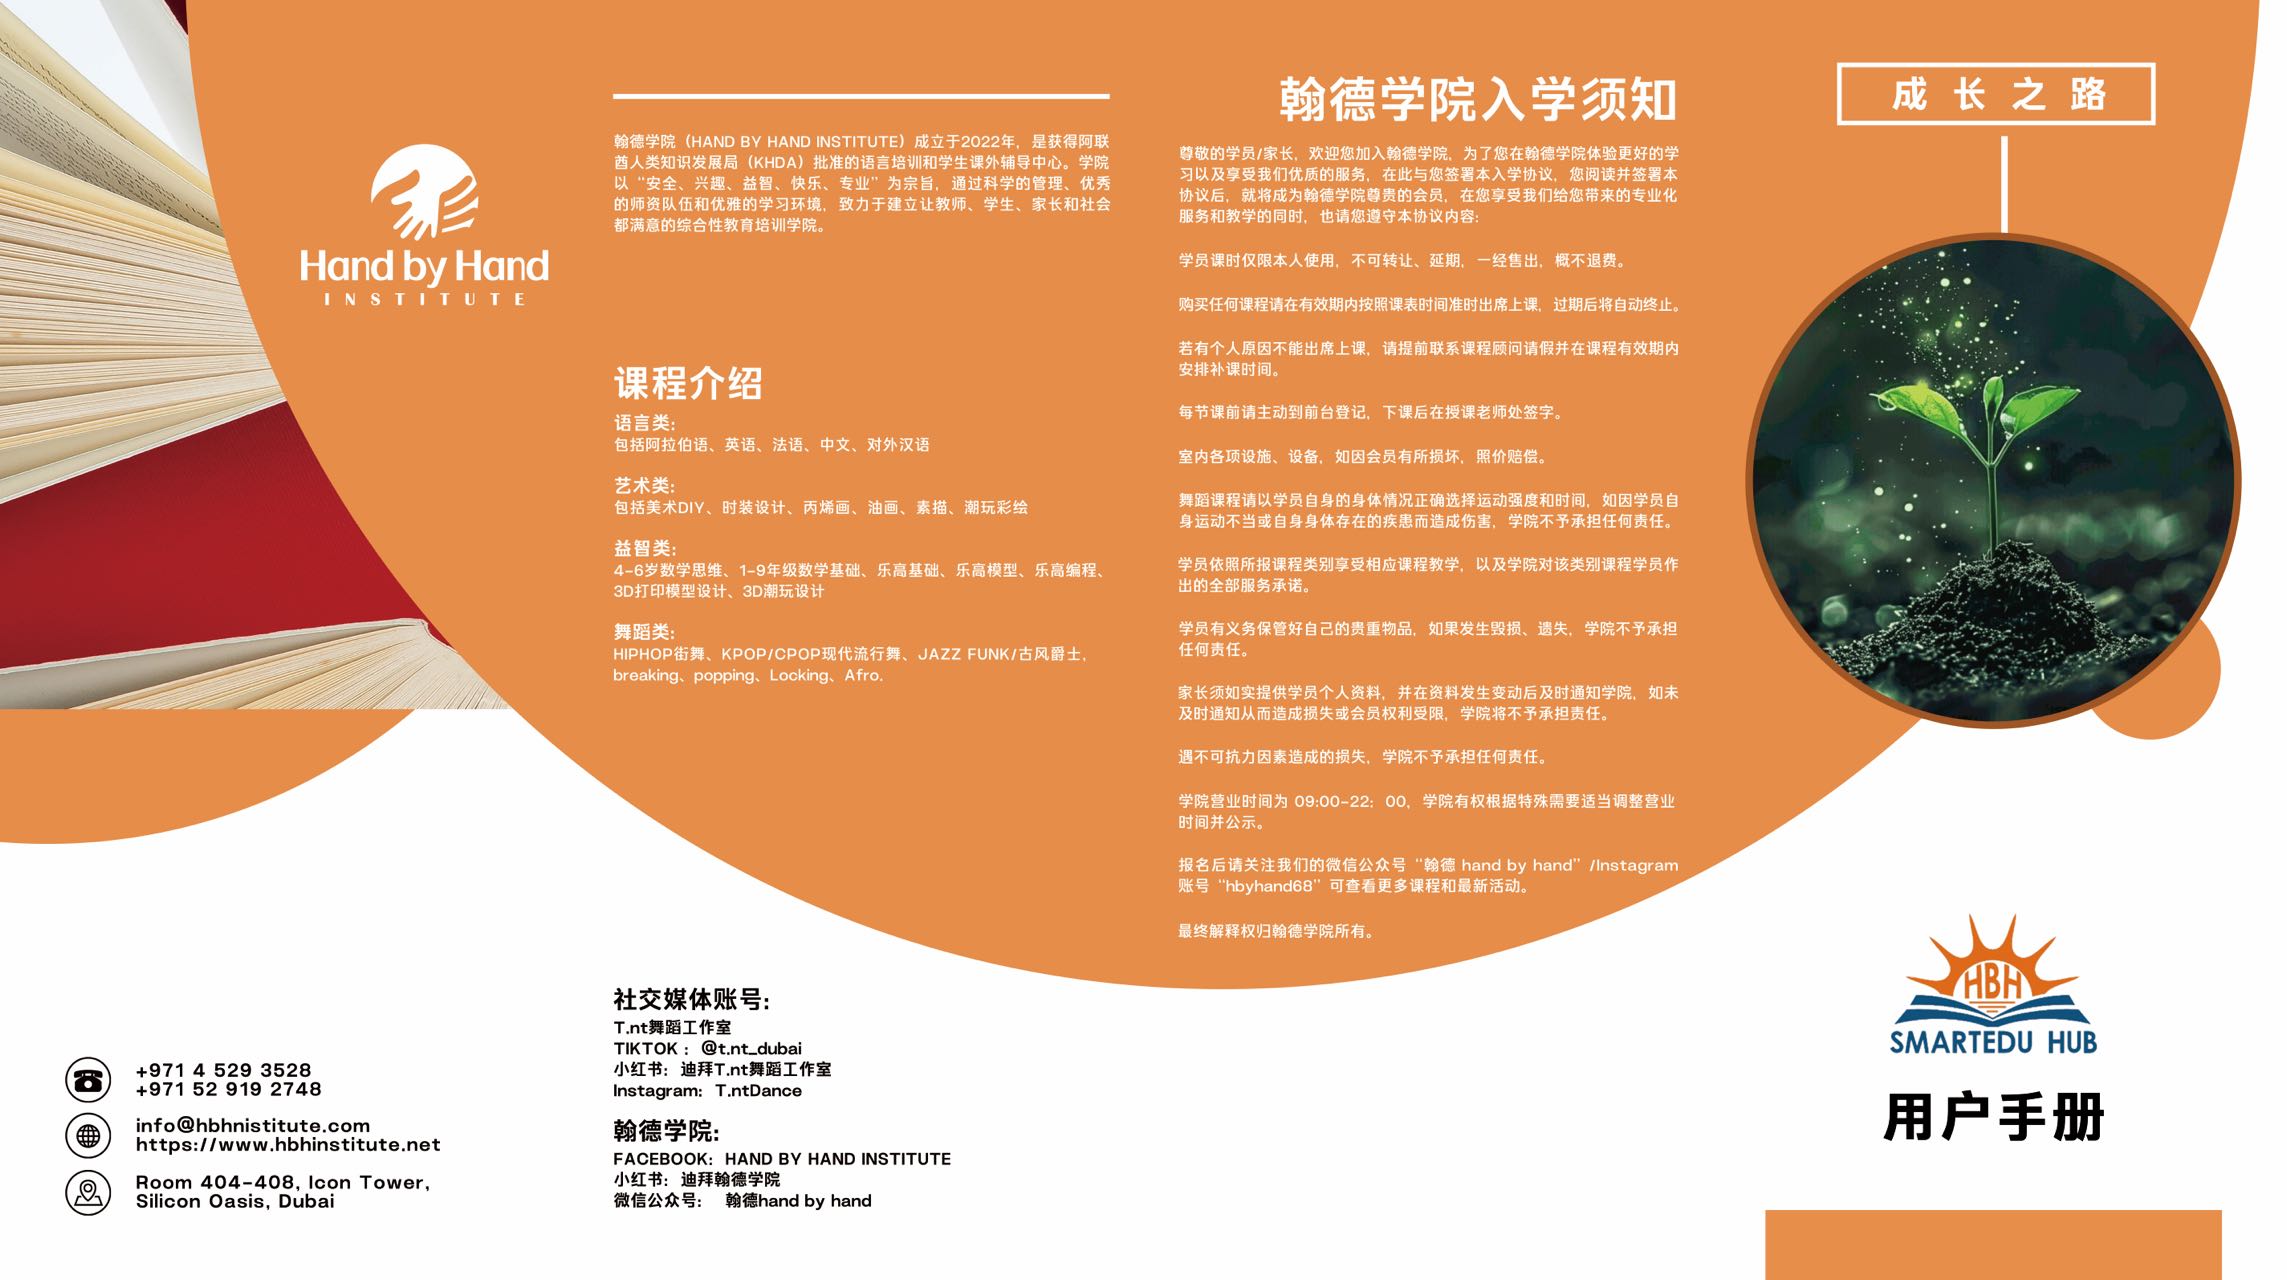 Hand by Hand
INSTITUTE
+971 4 529 3528
+971 52 919 2748
info@hbhnistitute.com
https://www.hbhinstitute.net
Room 404-408, Icon Tower,
Silicon Oasis, Dubai
翰德学院（HAND BY HAND INSTITUTE）成立于2022年，是获得阿联
酋人类知识发展局（KHDA）批准的语言培训和学生课外辅导中心。学院
以“安全、兴趣、益智、快乐、专业”为宗旨，通过科学的管理、优秀
的师资队伍和优雅的学习环境，致力于建立让教师、学生、家长和社会
都满意的综合性教育培训学院。
课程介绍
语言类：
包括阿拉伯语、英语、法语、中文、对外汉语
艺术类：
包括美术DIY、时装设计、丙烯画、油画、素描、潮玩彩绘
益智类：
4-6岁数学思维、1-9年级数学基础、乐高基础、乐高模型、乐高编程、
3D打印模型设计、3D潮玩设计
舞蹈类：
HIPHOP街舞、KPOP/CPOP现代流行舞、JAZZ FUNK/古风爵士，
breaking、popping、Locking、Afro.
社交媒体账号：
T.nt舞蹈工作室
TIKTOK： @t.nt_dubai
小红书：迪拜T.nt舞蹈工作室
Instagram：T.ntDance
翰德学院：
FACEBOOK：HAND BY HAND INSTITUTE
小红书：迪拜翰德学院
微信公众号： 翰德hand by hand
翰德学院入学须知
尊敬的学员/家长，欢迎您加入翰德学院，为了您在翰德学院体验更好的学
习以及享受我们优质的服务，在此与您签署本入学协议，您阅读并签署本
协议后，就将成为翰德学院尊贵的会员，在您享受我们给您带来的专业化
服务和教学的同时，也请您遵守本协议内容：
学员课时仅限本人使用，不可转让、延期，一经售出，概不退费。
购买任何课程请在有效期内按照课表时间准时出席上课，过期后将自动终止。
若有个人原因不能出席上课，请提前联系课程顾问请假并在课程有效期内
安排补课时间。
每节课前请主动到前台登记，下课后在授课老师处签字。
室内各项设施、设备，如因会员有所损坏，照价赔偿。
舞蹈课程请以学员自身的身体情况正确选择运动强度和时间，如因学员自
身运动不当或自身身体存在的疾患而造成伤害，学院不予承担任何责任。
学员依照所报课程类别享受相应课程教学，以及学院对该类别课程学员作
出的全部服务承诺。
学员有义务保管好自己的贵重物品，如果发生毁损、遗失，学院不予承担
任何责任。
家长须如实提供学员个人资料，并在资料发生变动后及时通知学院，如未
及时通知从而造成损失或会员权利受限，学院将不予承担责任。
遇不可抗力因素造成的损失，学院不予承担任何责任。
学院营业时间为 09:00-22：00，学院有权根据特殊需要适当调整营业
时间并公示。
报名后请关注我们的微信公众号“翰德 hand by hand”/Instagram
账号“hbyhand68”可查看更多课程和最新活动。
最终解释权归翰德学院所有。
成长之路
HBH
SMARTEDU HUB
用户手册